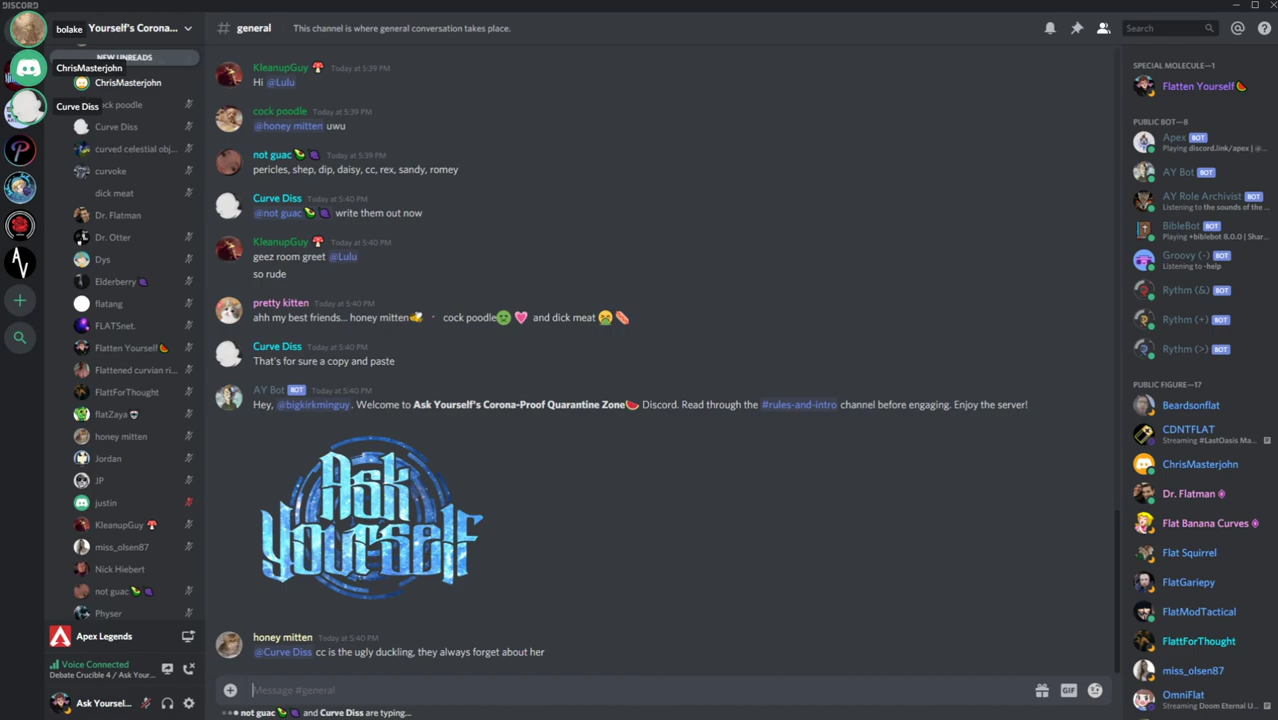 DISCORD
bolake
Yourself's Corona-...
general
This channel is where general conversation takes place.
Search
NEW UNREADS
ChrisMasterjohn
ChrisMasterjohn
Curve Diss
ock poodle
Curve Diss
curved celestial obj...
curvoke
dick meat
Dr. Flatman
Dr. Otter
Dys
Elderberry
flatang
FLATSnet.
Flatten Yourself
Flattened curvian ri...
FlattForThought
flatZaya
honey mitten
Jordan
JP
justin
KleanupGuy
miss_olsen87
Nick Hiebert
not guac
Physer
Apex Legends
Voice Connected
Debate Crucible 4 / Ask Your...
Ask Yoursel...
KleanupGuy Today at 5:39 PM
Hi @Lulu
cock poodle Today at 5:39 PM
@honey mitten uwu
not guac Today at 5:39 PM
pericles, shep, dip, daisy, cc, rex, sandy, romey
Curve Diss Today at 5:40 PM
@not guac write them out now
KleanupGuy Today at 5:40 PM
geez room greet @Lulu
so rude
pretty kitten Today at 5:40 PM
ahh my best friends... honey mitten cock poodle and dick meat
Curve Diss Today at 5:40 PM
That's for sure a copy and paste
AY Bot BOT Today at 5:40 PM
Hey, @bigkirkminguy. Welcome to Ask Yourself's Corona-Proof Quarantine Zone Discord. Read through the #rules-and-intro channel before engaging. Enjoy the server!
Ask
Yourself
honey mitten Today at 5:40 PM
@Curve Diss cc is the ugly duckling, they always forget about her
Message #general
GIF
not guac and Curve Diss are typing...
SPECIAL MOLECULE—1
Flatten Yourself
PUBLIC BOT—8
Apex BOT
Playing discord.link/apex | @...
AY Bot BOT
AY Role Archivist BOT
Listening to the sounds of the ...
BibleBot BOT
Playing +biblebot 8.0.0 | Shar...
Groovy (-) BOT
Listening to -help
Rythm (&) BOT
Rythm (+) BOT
Rythm (>) BOT
PUBLIC FIGURE—17
Beardsonflat
CDNTFLAT
Streaming #LastOasis Ma...
ChrisMasterjohn
Dr. Flatman
Flat Banana Curves
Flat Squirrel
FlatGariepy
FlatModTactical
FlattForThought
miss_olsen87
OmniFlat
Streaming Doom Eternal U...